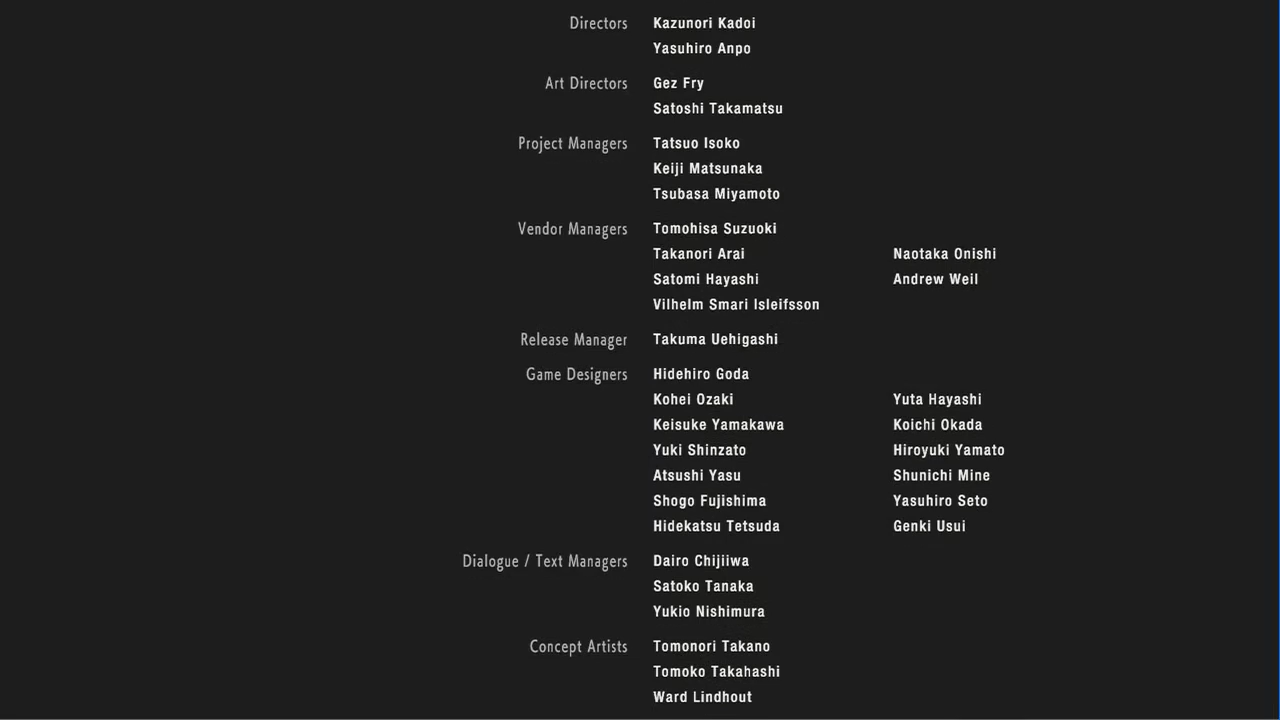 Directors Kazunori Kadoi
Yasuhiro Anpo
Art Directors Gez Fry
Satoshi Takamatsu
Project Managers Tatsuo Isoko
Keiji Matsunaka
Tsubasa Miyamoto
Vendor Managers Tomohisa Suzuoki
Takanori Arai Naotaka Onishi
Satomi Hayashi Andrew Weil
Vilhelm Smari Isleifsson
Release Manager Takuma Uehigashi
Game Designers Hidehiro Goda
Kohei Ozaki Yuta Hayashi
Keisuke Yamakawa Koichi Okada
Yuki Shinzato Hiroyuki Yamato
Atsushi Yasu Shunichi Mine
Shogo Fujishima Yasuhiro Seto
Hidekatsu Tetsuda Genki Usui
Dialogue / Text Managers Dairo Chijiiwa
Satoko Tanaka
Yukio Nishimura
Concept Artists Tomonori Takano
Tomoko Takahashi
Ward Lindhout